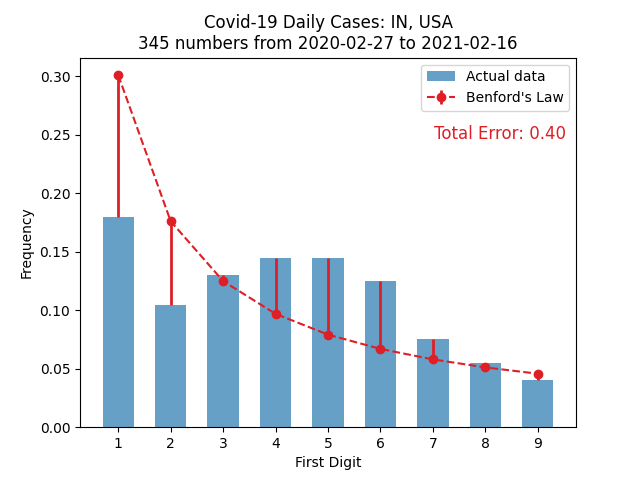 Covid-19 Daily Cases: IN, USA
345 numbers from 2020-02-27 to 2021-02-16
Actual data
Benford's Law
Total Error: 0.40
0.30
0.25
0.20
0.15
0.10
0.05
0.00
Frequency
1 2 3 4 5 6 7 8 9
First Digit